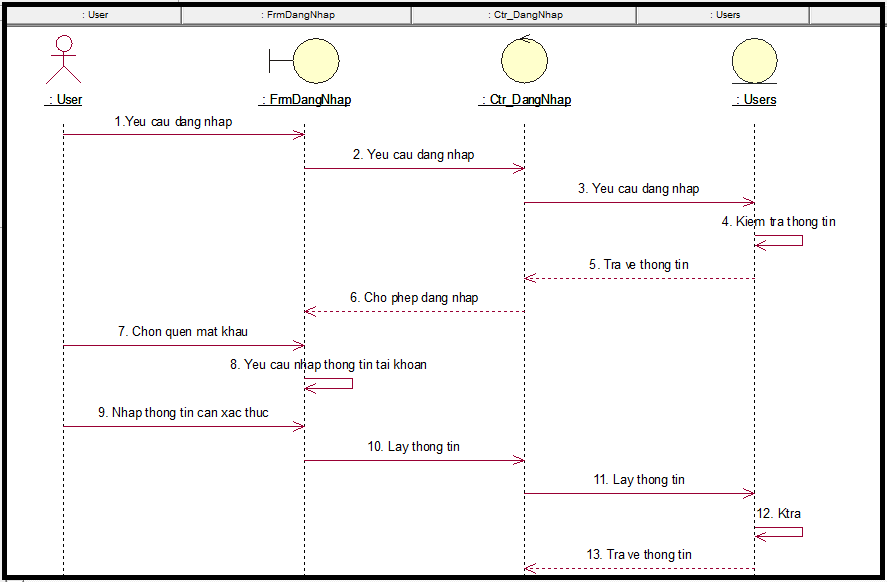 : User
: FrmDangNhap
: Ctr_DangNhap
: Users
: User
: FrmDangNhap
: Ctr_DangNhap
: Users
1.Yeu cau dang nhap
2. Yeu cau dang nhap
3. Yeu cau dang nhap
4. Kiem tra thong tin
5. Tra ve thong tin
6. Cho phep dang nhap
7. Chon quen mat khau
8. Yeu cau nhap thong tin tai khoan
9. Nhap thong tin can xac thuc
10. Lay thong tin
11. Lay thong tin
12. Ktra
13. Tra ve thong tin